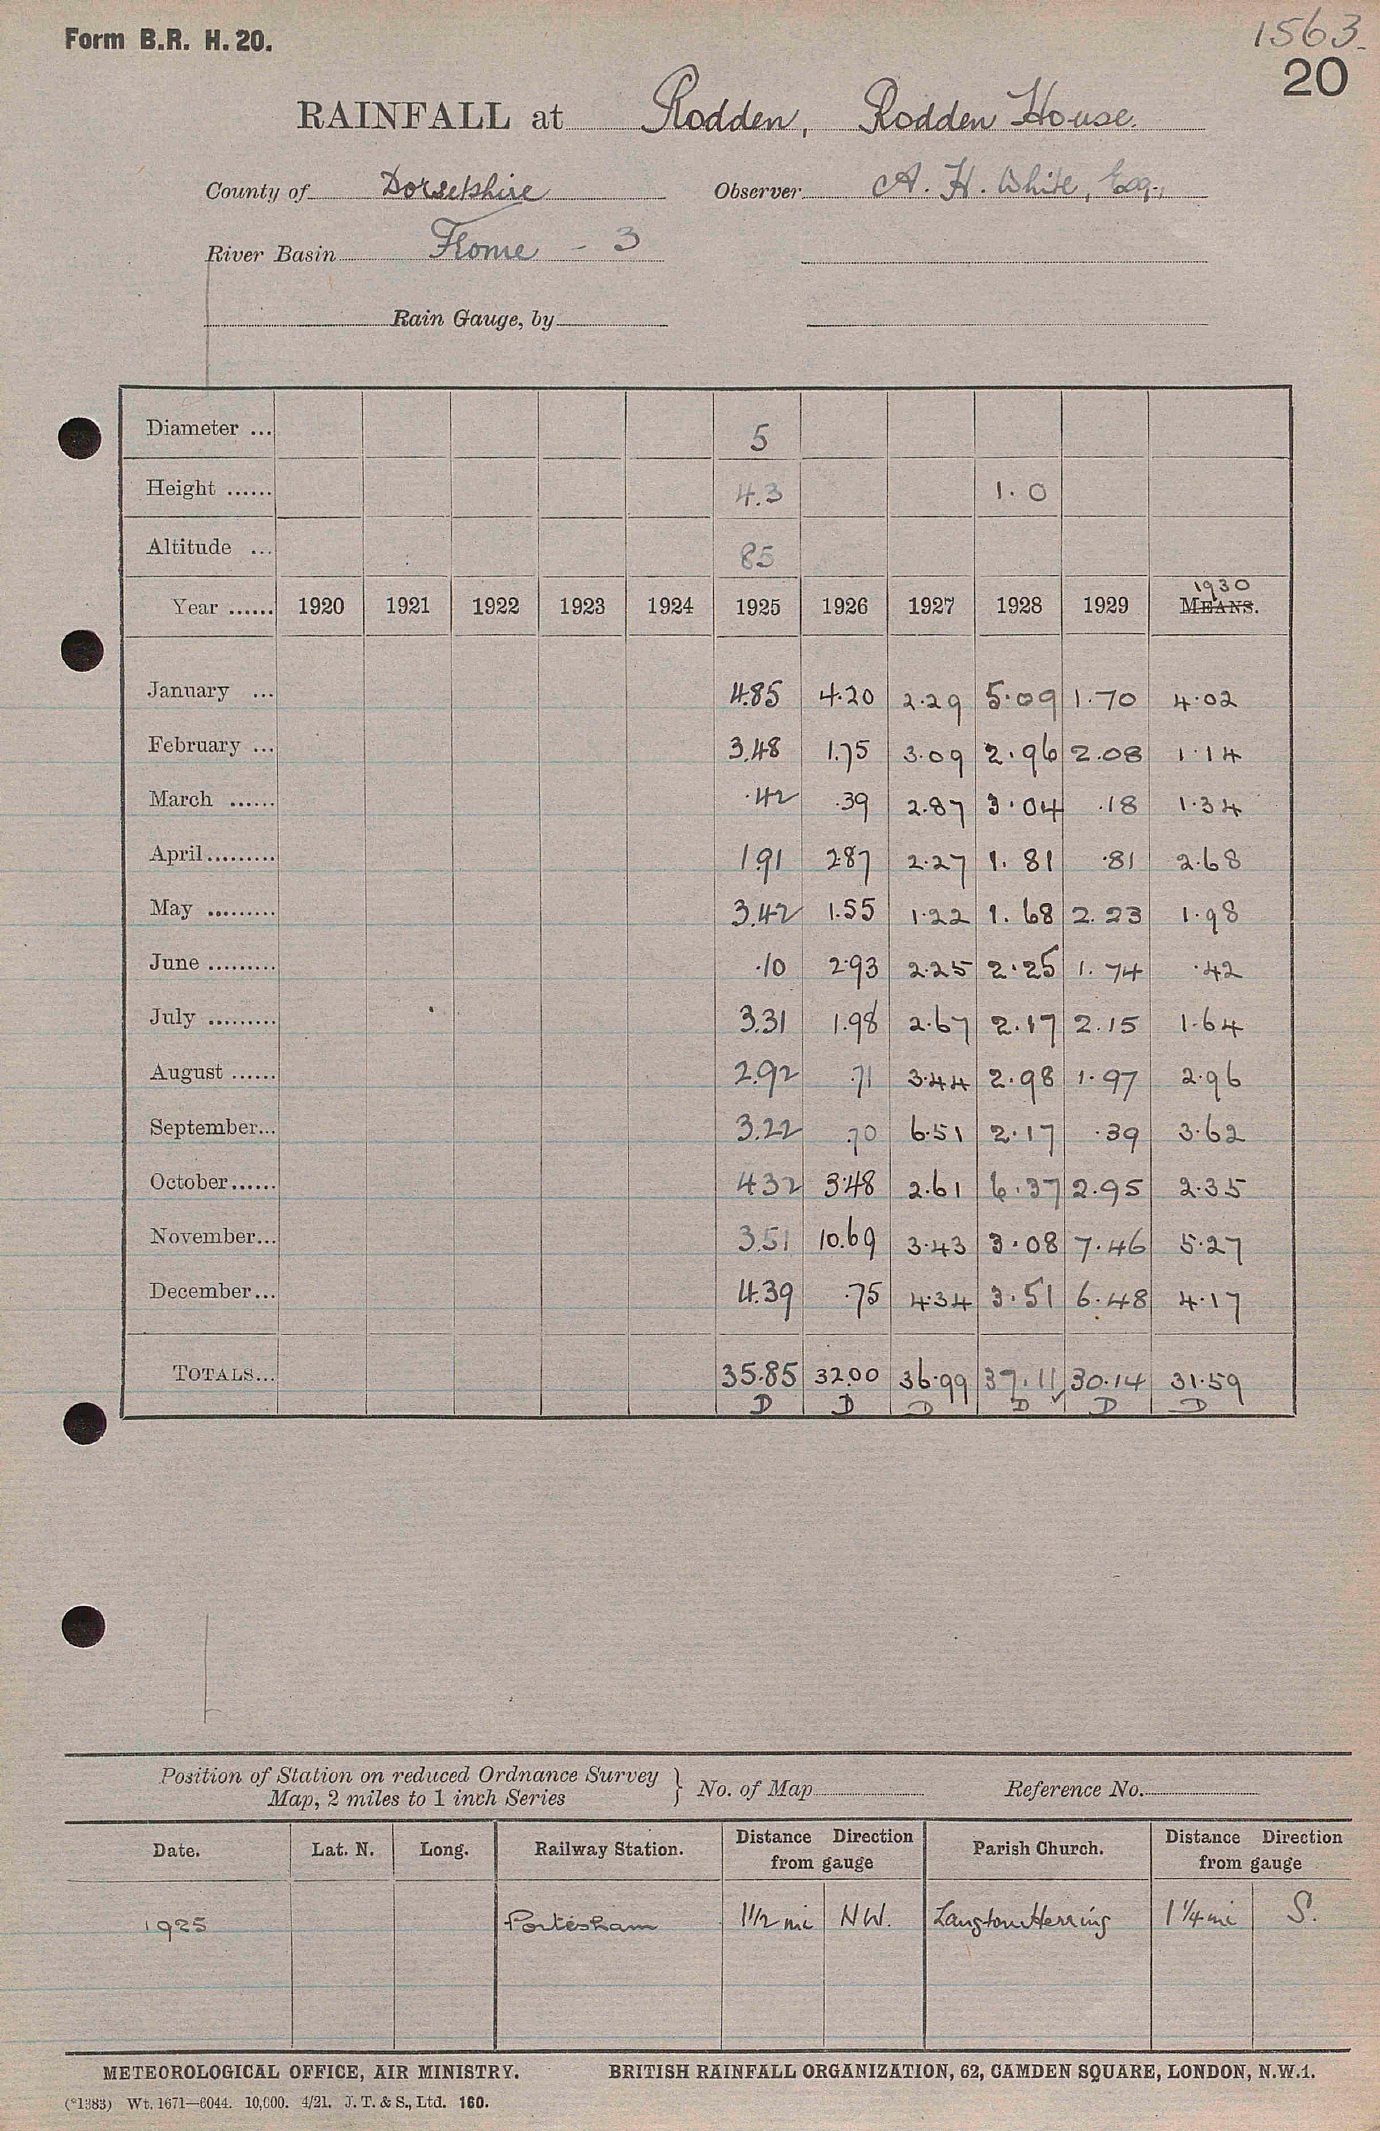 Form B.R. H. 20.
1563.
20
RAINFALL at Rodden, Rodden House.
County of Dorsetshire Observer A. H. White, Esq.,
River Basin Frome - 3
Rain Gauge, by
Diameter ... 5
Height ...... 4.3 1.0
Altitude ... 85
1930
Year ...... 1920 1921 1922 1923 1924 1925 1926 1927 1928 1929 MEANS.
January ... 4.85 4.20 2.29 5.09 1.70 4.02
February ... 3.48 1.75 3.09 2.96 2.08 1.14
March ...... .42 .39 2.87 3.04 .18 1.34
April......... 1.91 2.87 2.27 1.81 .81 2.68
May ......... 3.42 1.55 1.22 1.68 2.23 1.98
June ......... .10 2.93 2.25 2.25 1.74 .42
July ......... 3.31 1.98 2.67 2.17 2.15 1.64
August ...... 2.92 .71 3.44 2.98 1.97 2.96
September... 3.22 .70 6.51 2.17 .39 3.62
October...... 4.32 3.48 2.61 6.37 2.95 2.35
November... 3.51 10.69 3.43 3.08 7.46 5.27
December... 4.39 .75 4.34 3.51 6.48 4.17
TOTALS... 35.85 32.00 36.99 37.11 30.14 31.59
D D D D D D
Position of Station on reduced Ordnance Survey
Map, 2 miles to 1 inch Series } No. of Map Reference No.
Date. Lat. N. Long. Railway Station. Distance Direction from gauge Parish Church. Distance Direction from gauge
1925 Portesham 1 1/2 mi NW. Langton Herring 1 1/4 mi S.
METEOROLOGICAL OFFICE, AIR MINISTRY. BRITISH RAINFALL ORGANIZATION, 62, CAMDEN SQUARE, LONDON, N.W.1.
(*1383) Wt. 1671—6044. 10,000. 4/21. J. T. & S., Ltd. 160.